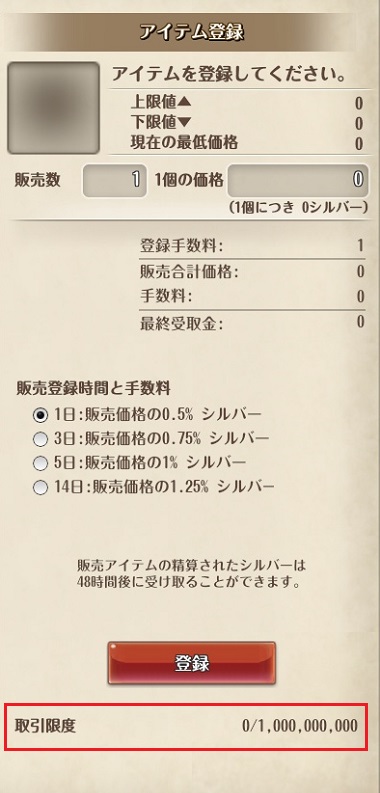 アイテム登録
アイテムを登録してください。
上限値▲ 0
下限値▼ 0
現在の最低価格 0
販売数 1 1個の価格 0
(1個につき 0シルバー)
登録手数料: 1
販売合計価格: 0
手数料: 0
最終受取金: 0
販売登録時間と手数料
1日:販売価格の0.5% シルバー
3日:販売価格の0.75% シルバー
5日:販売価格の1% シルバー
14日:販売価格の1.25% シルバー
販売アイテムの精算されたシルバーは
48時間後に受け取ることができます。
登録
取引限度 0/1,000,000,000